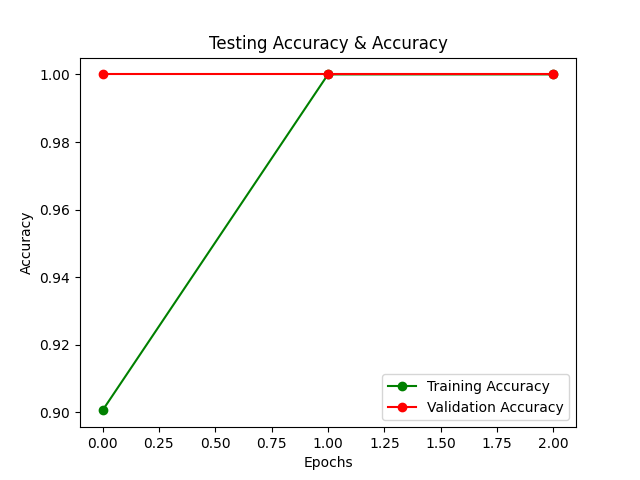 Testing Accuracy & Accuracy
1.00
0.98
0.96
0.94
0.92
0.90
Accuracy
Training Accuracy
Validation Accuracy
0.00 0.25 0.50 0.75 1.00 1.25 1.50 1.75 2.00
Epochs